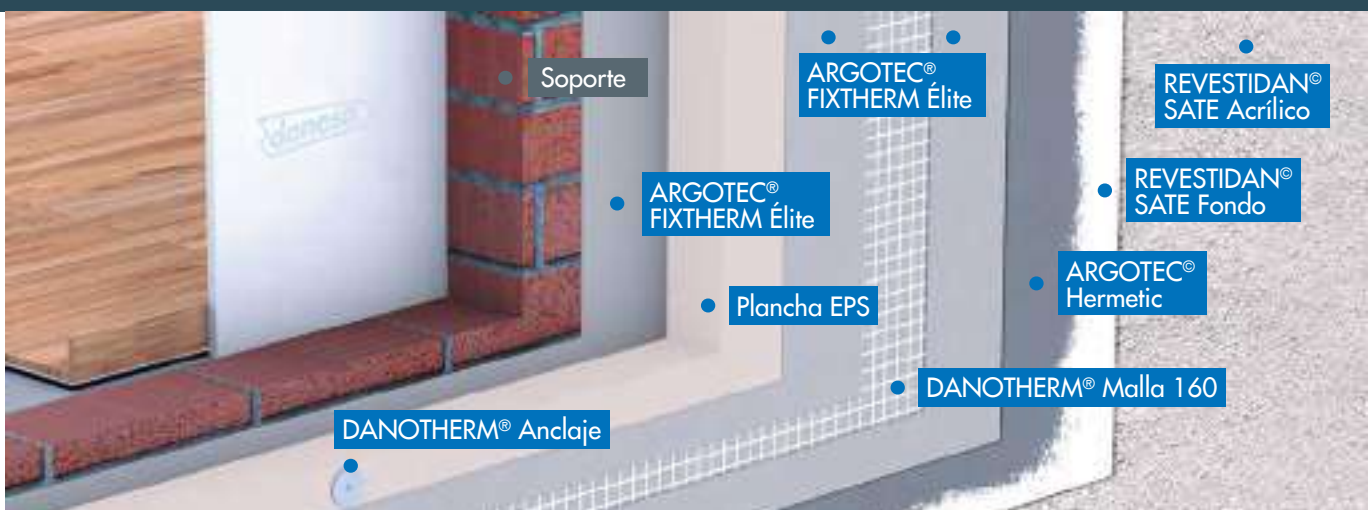 Soporte
danosa
ARGOTEC®
FIXTHERM Élite
ARGOTEC®
FIXTHERM Élite
REVESTIDAN©
SATE Acrílico
REVESTIDAN©
SATE Fondo
ARGOTEC©
Hermetic
Plancha EPS
DANOTHERM® Malla 160
DANOTHERM® Anclaje